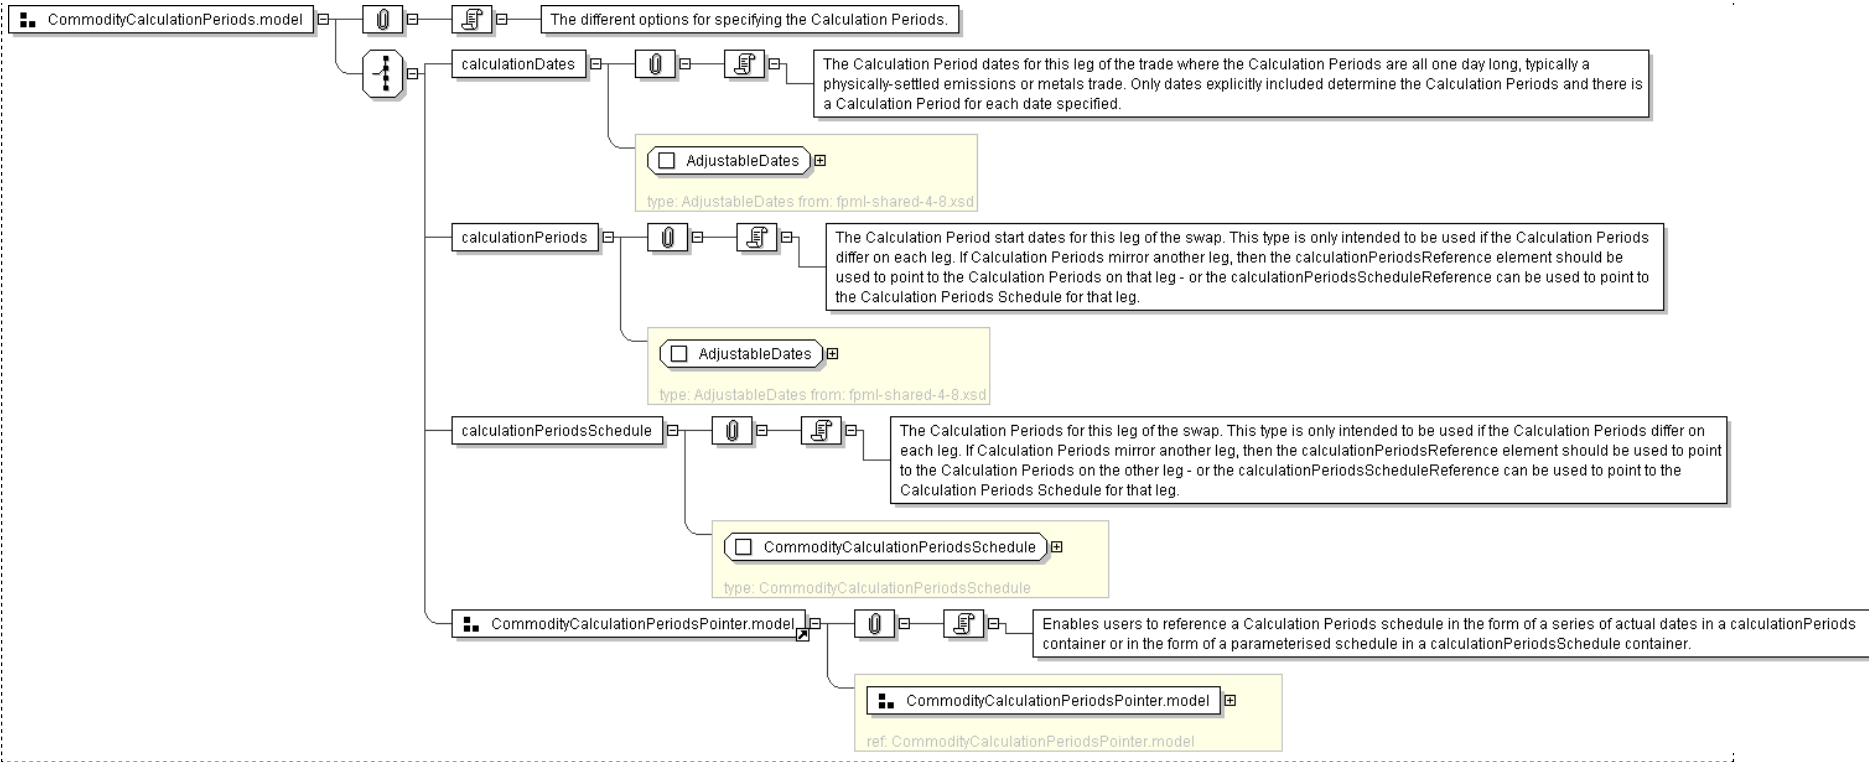 CommodityCalculationPeriods.model
The different options for specifying the Calculation Periods.
calculationDates
The Calculation Period dates for this leg of the trade where the Calculation Periods are all one day long, typically a
physically-settled emissions or metals trade. Only dates explicitly included determine the Calculation Periods and there is
a Calculation Period for each date specified.
AdjustableDates
type: AdjustableDates from: fpml-shared-4-8.xsd
calculationPeriods
The Calculation Period start dates for this leg of the swap. This type is only intended to be used if the Calculation Periods
differ on each leg. If Calculation Periods mirror another leg, then the calculationPeriodsReference element should be
used to point to the Calculation Periods on that leg - or the calculationPeriodsScheduleReference can be used to point to
the Calculation Periods Schedule for that leg.
AdjustableDates
type: AdjustableDates from: fpml-shared-4-8.xsd
calculationPeriodsSchedule
The Calculation Periods for this leg of the swap. This type is only intended to be used if the Calculation Periods differ on
each leg. If Calculation Periods mirror another leg, then the calculationPeriodsReference element should be used to point
to the Calculation Periods on the other leg - or the calculationPeriodsScheduleReference can be used to point to the
Calculation Periods Schedule for that leg.
CommodityCalculationPeriodsSchedule
type: CommodityCalculationPeriodsSchedule
CommodityCalculationPeriodsPointer.model
Enables users to reference a Calculation Periods schedule in the form of a series of actual dates in a calculationPeriods
container or in the form of a parameterised schedule in a calculationPeriodsSchedule container.
CommodityCalculationPeriodsPointer.model
ref: CommodityCalculationPeriodsPointer.model